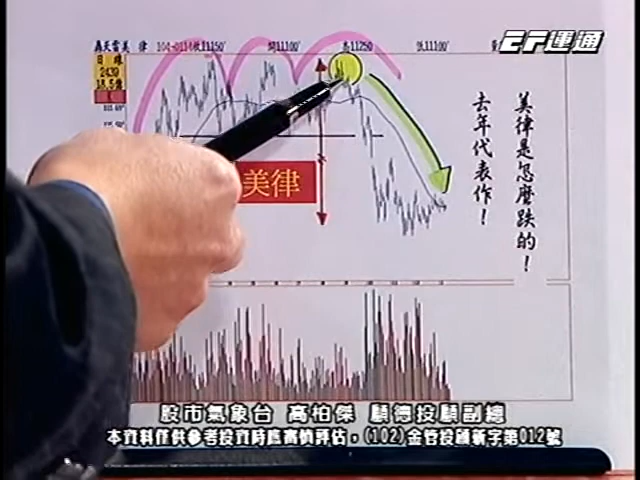 EF運通
日線
2439
美律
美律是怎麼跌的！
去年代表作！
股市氣象台 高柏傑 顧德投顧副總
本資料僅供參考投資時應審慎評估，(102)金管投顧新字第012號